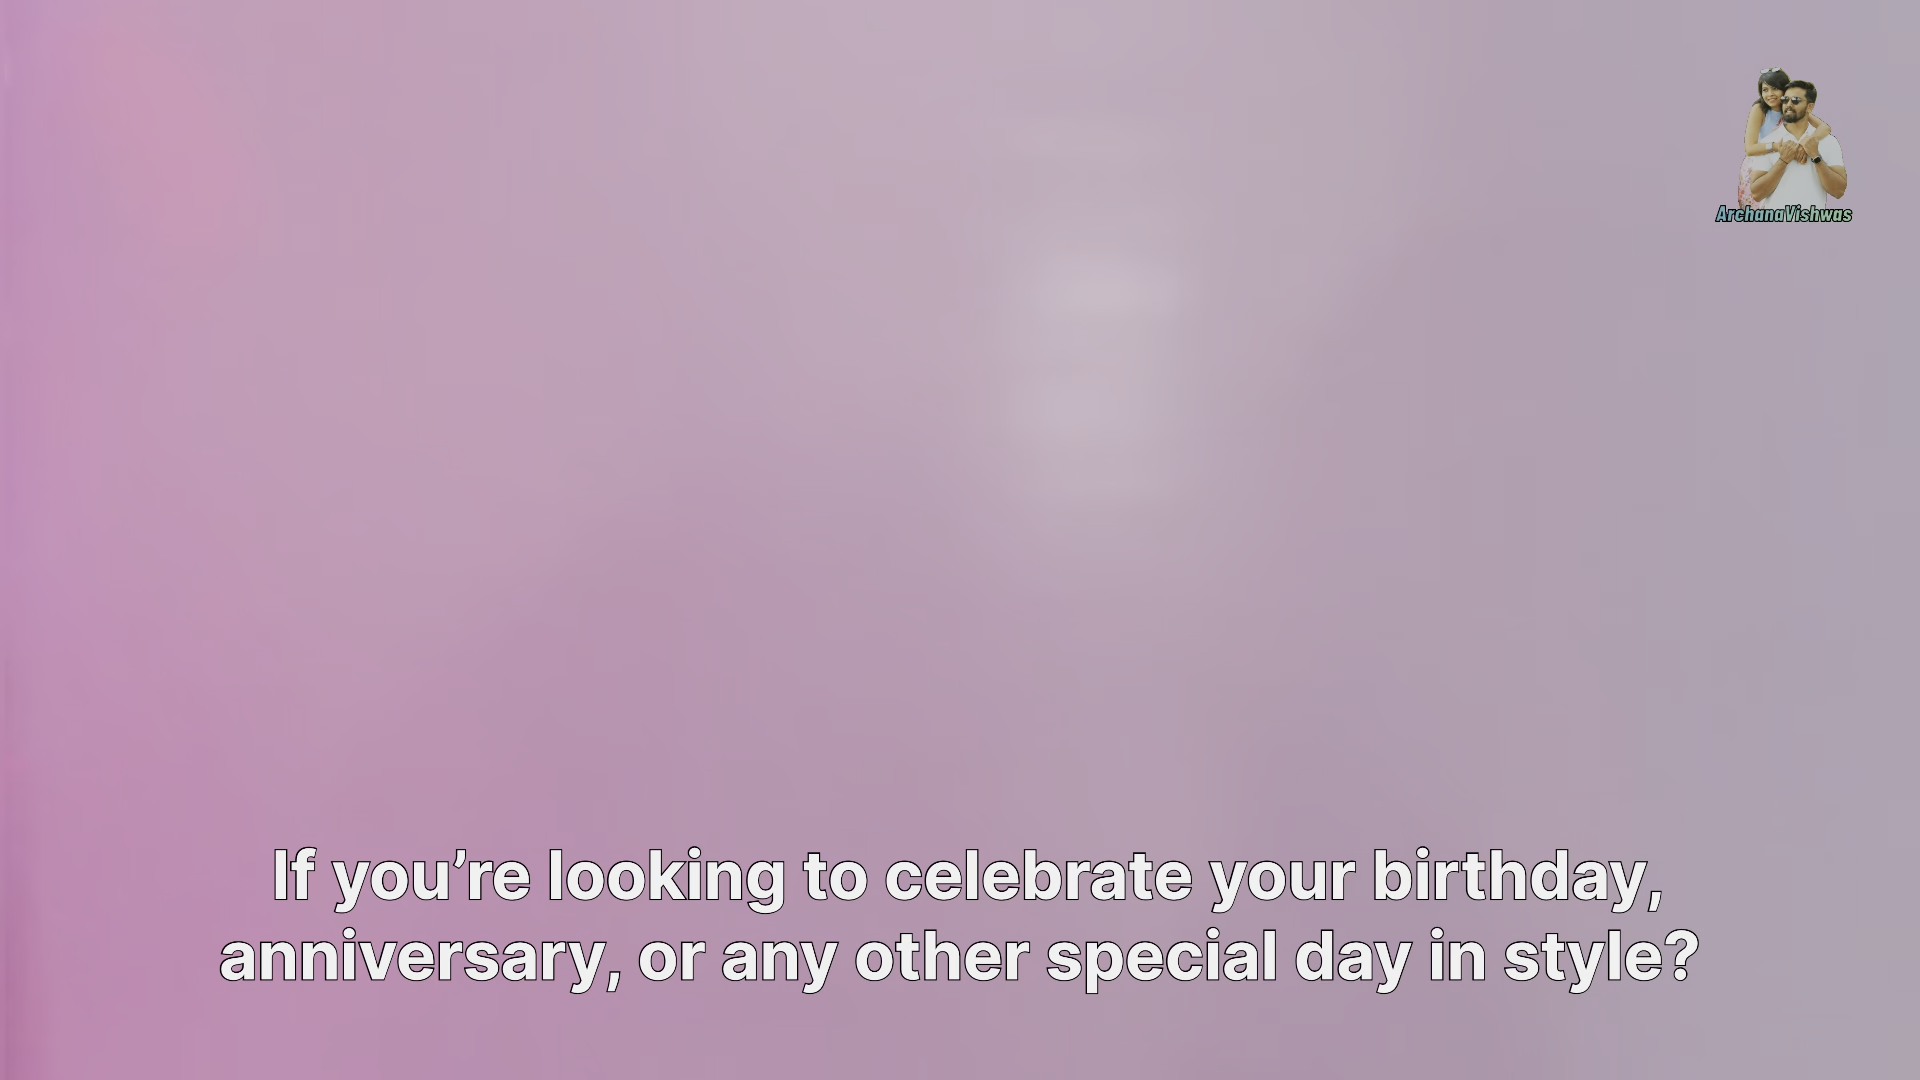 ArchanaVishwas
If you’re looking to celebrate your birthday,
anniversary, or any other special day in style?